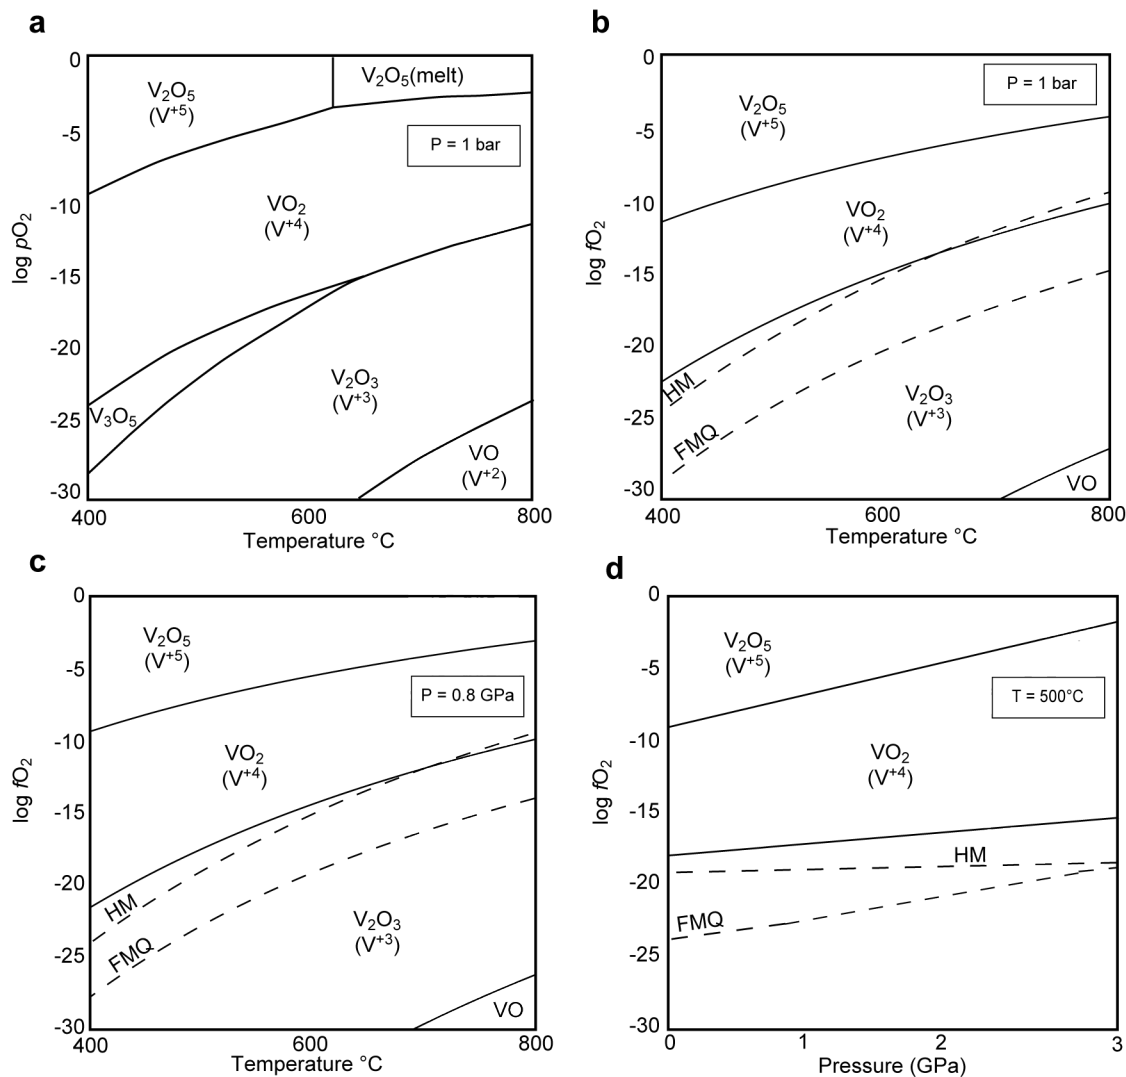 a
0
-5
-10
-15
-20
-25
-30
log pO₂
V₂O₅
(V⁺⁵)
V₂O₅(melt)
P = 1 bar
VO₂
(V⁺⁴)
V₃O₅
V₂O₃
(V⁺³)
VO
(V⁺²)
400
600
800
Temperature °C
b
0
-5
-10
-15
-20
-25
-30
log fO₂
P = 1 bar
V₂O₅
(V⁺⁵)
VO₂
(V⁺⁴)
HM
FMQ
V₂O₃
(V⁺³)
VO
400
600
800
Temperature °C
c
0
-5
-10
-15
-20
-25
-30
log fO₂
V₂O₅
(V⁺⁵)
P = 0.8 GPa
VO₂
(V⁺⁴)
HM
FMQ
V₂O₃
(V⁺³)
VO
400
600
800
Temperature °C
d
0
-5
-10
-15
-20
-25
-30
log fO₂
V₂O₅
(V⁺⁵)
T = 500°C
VO₂
(V⁺⁴)
HM
FMQ
0
1
2
3
Pressure (GPa)